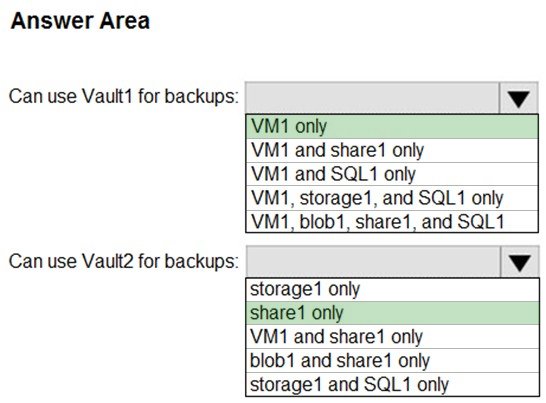 Answer Area
Can use Vault1 for backups:
VM1 only
VM1 and share1 only
VM1 and SQL1 only
VM1, storage1, and SQL1 only
VM1, blob1, share1, and SQL1
Can use Vault2 for backups:
storage1 only
share1 only
VM1 and share1 only
blob1 and share1 only
storage1 and SQL1 only